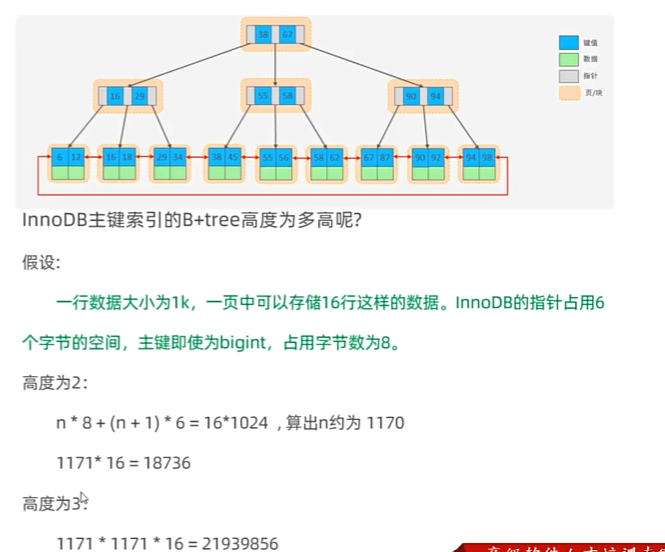 38 67
键值
数据
指针
页/块
16 29
55 58
90 94
6 12 16 18 29 34 38 45 55 56 58 62 67 87 90 92 94 98
InnoDB主键索引的B+tree高度为多高呢?
假设:
一行数据大小为1k，一页中可以存储16行这样的数据。InnoDB的指针占用6
个字节的空间，主键即使为bigint，占用字节数为8。
高度为2：
n * 8 + (n + 1) * 6 = 16*1024 , 算出n约为 1170
1171* 16 = 18736
高度为3：
1171 * 1171 * 16 = 21939856